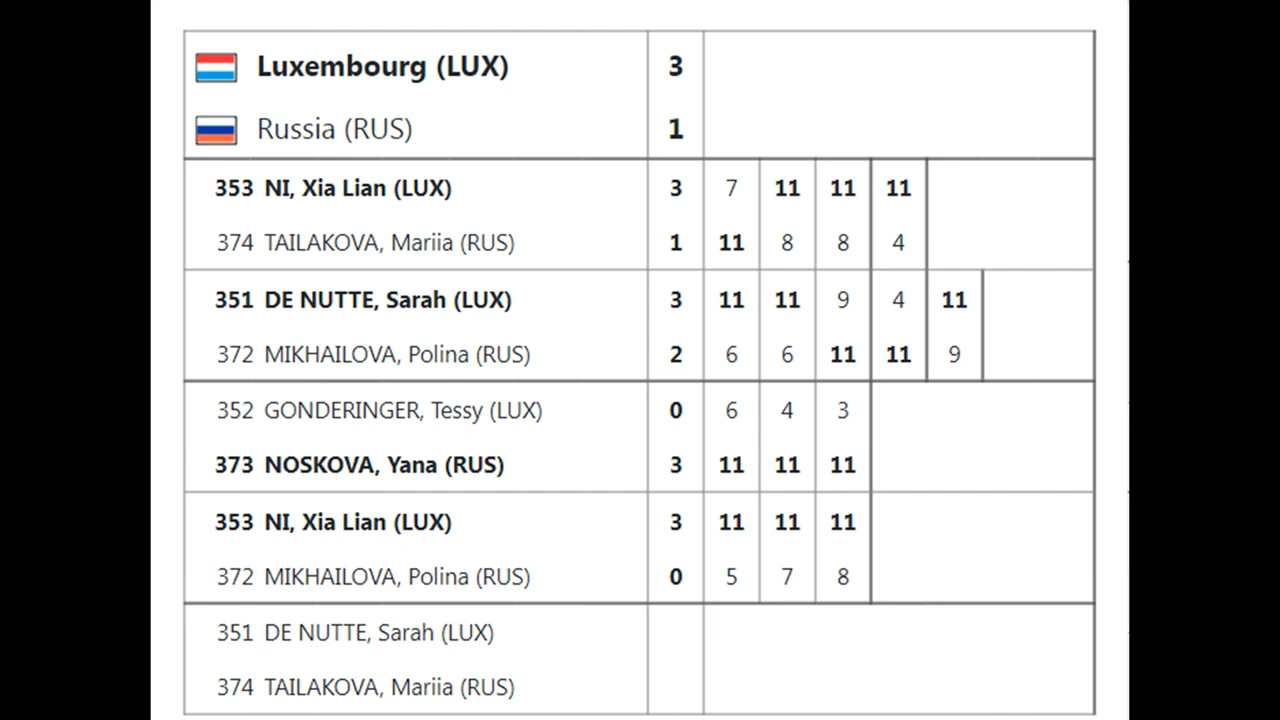 Luxembourg (LUX) 3
Russia (RUS) 1
353 NI, Xia Lian (LUX) 3 7 11 11 11
374 TAILAKOVA, Mariia (RUS) 1 11 8 8 4
351 DE NUTTE, Sarah (LUX) 3 11 11 9 4 11
372 MIKHAILOVA, Polina (RUS) 2 6 6 11 11 9
352 GONDERINGER, Tessy (LUX) 0 6 4 3
373 NOSKOVA, Yana (RUS) 3 11 11 11
353 NI, Xia Lian (LUX) 3 11 11 11
372 MIKHAILOVA, Polina (RUS) 0 5 7 8
351 DE NUTTE, Sarah (LUX)
374 TAILAKOVA, Mariia (RUS)